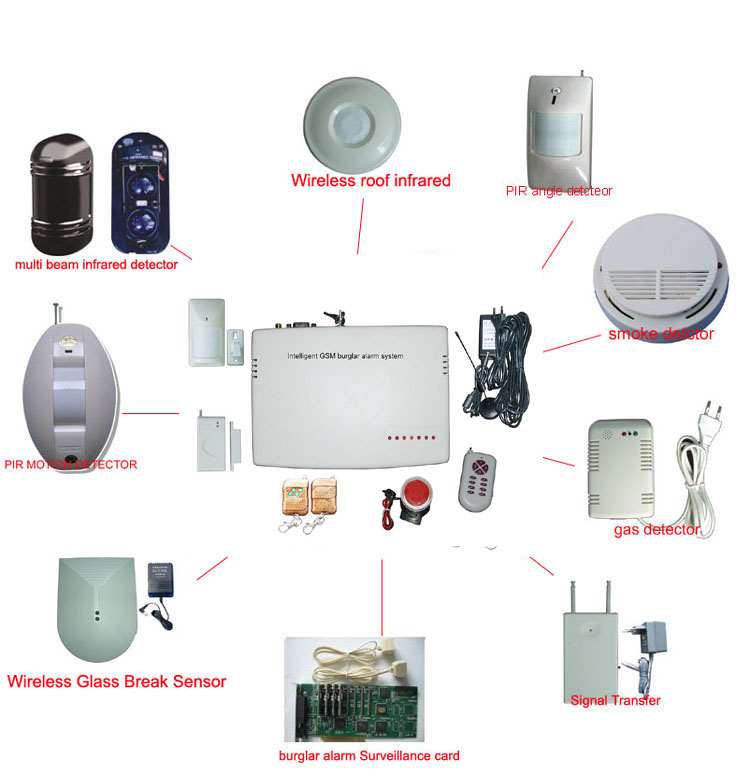 Wireless roof infrared
PIR angle detcteor
multi beam infrared detector
smoke detctor
Intelligent GSM burglar alarm system
PIR MOTION DETECTOR
gas detector
Wireless Glass Break Sensor
Signal Transfer
burglar alarm Surveillance card